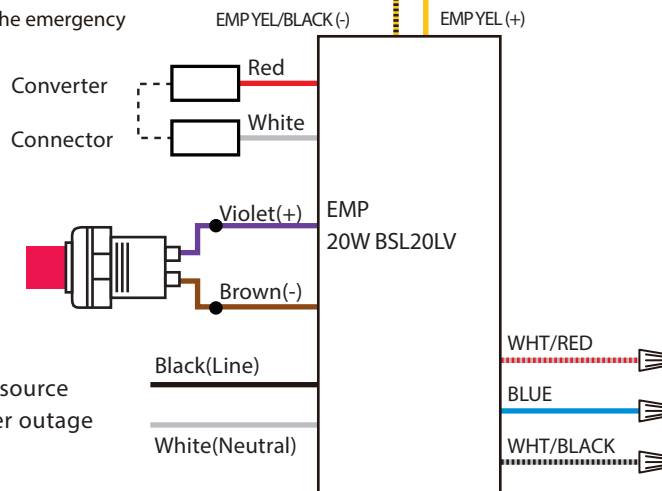 he emergency
EMP YEL/BLACK (-)
EMP YEL (+)
Converter
Red
Connector
White
Violet(+)
EMP
20W BSL20LV
Brown(-)
WHT/RED
Black(Line)
source
BLUE
er outage
White(Neutral)
WHT/BLACK